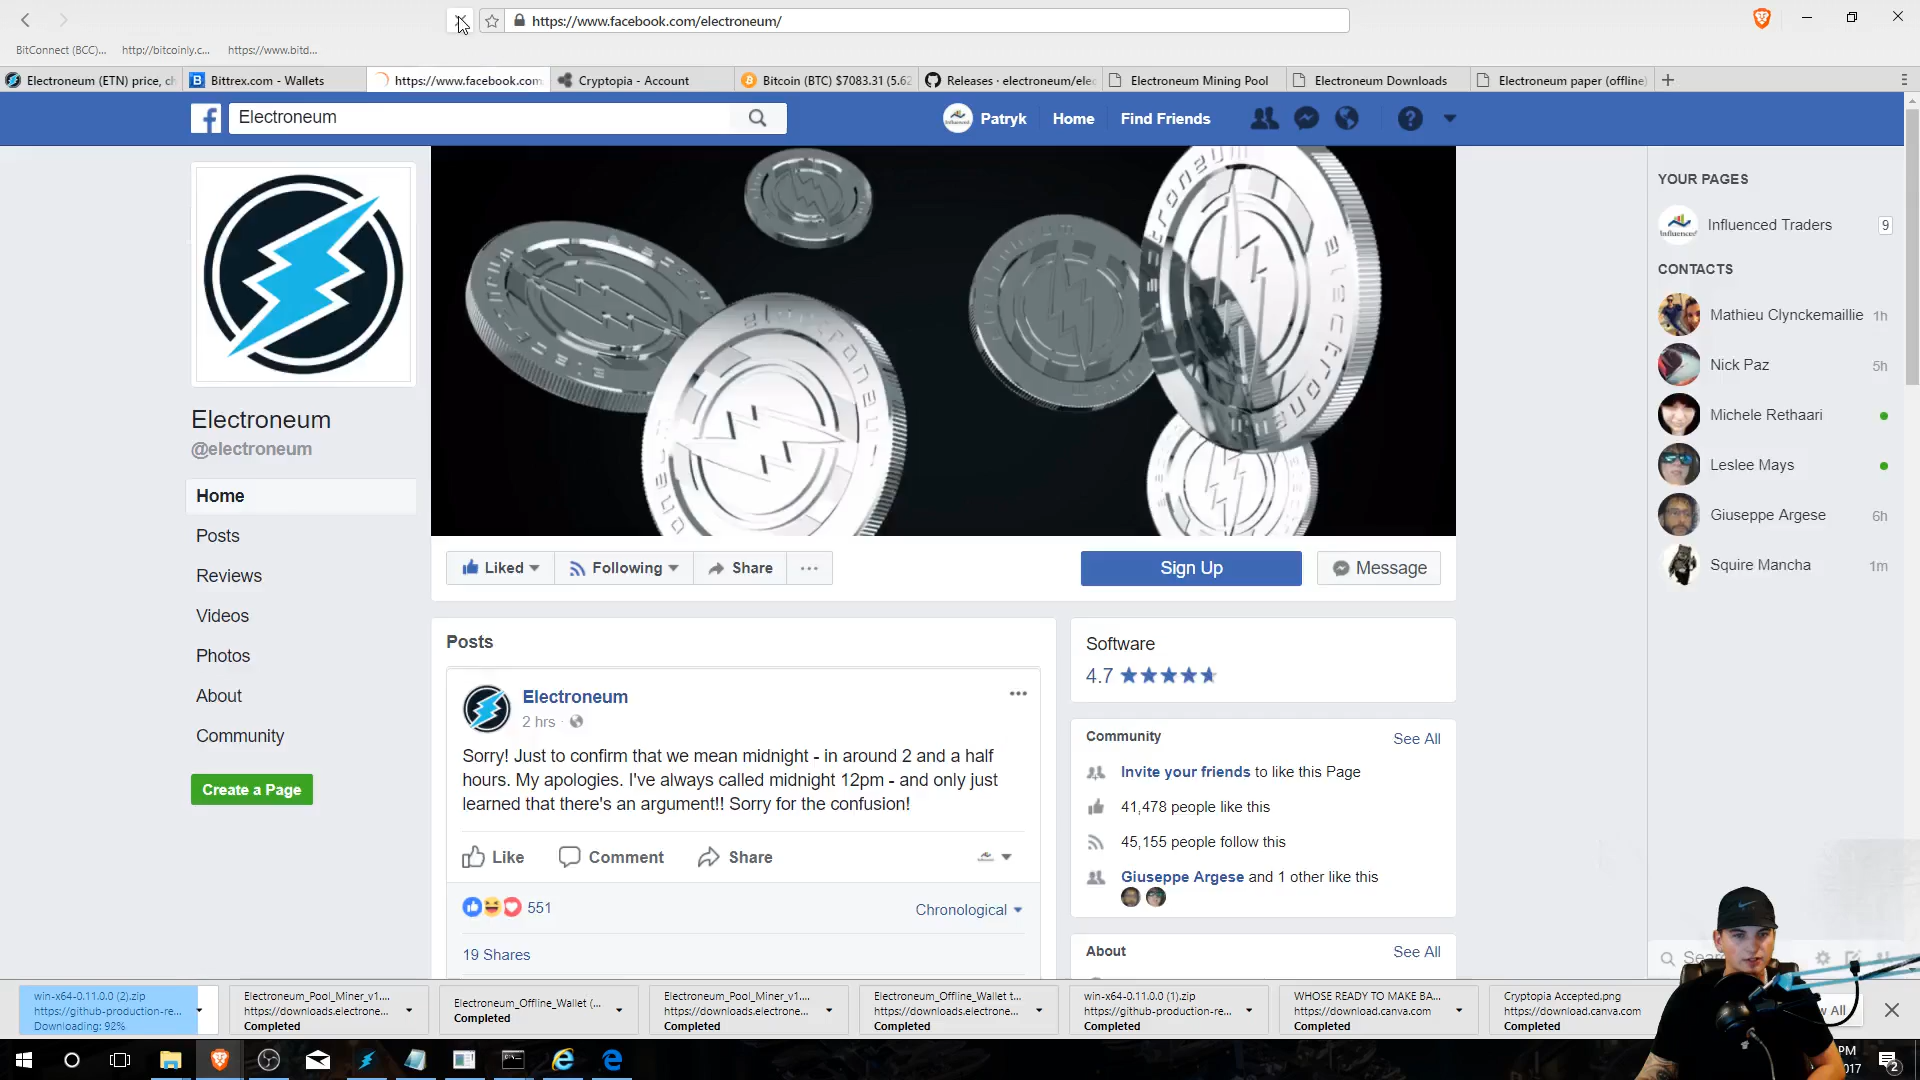 https://www.facebook.com/electroneum/
BitConnect (BCC)... http://bitcoinly.c... https://www.bitd...
Electroneum (ETN) price, ch
Bittrex.com - Wallets
https://www.facebook.com
Cryptopia - Account
Bitcoin (BTC) $7083.31 (5.62
Releases · electroneum/elec
Electroneum Mining Pool
Electroneum Downloads
Electroneum paper (offline)
Electroneum
Patryk Home Find Friends
Electroneum
@electroneum
Home
Posts
Reviews
Videos
Photos
About
Community
Create a Page
Liked Following Share ...
Sign Up Message
Posts
Electroneum
2 hrs ·
Sorry! Just to confirm that we mean midnight - in around 2 and a half
hours. My apologies. I've always called midnight 12pm - and only just
learned that there's an argument!! Sorry for the confusion!
Like Comment Share
551
Chronological
19 Shares
Software
4.7
Community See All
Invite your friends to like this Page
41,478 people like this
45,155 people follow this
Giuseppe Argese and 1 other like this
About See All
YOUR PAGES
Influenced Traders 9
CONTACTS
Mathieu Clynckemaillie 1h
Nick Paz 5h
Michele Rethaari
Leslee Mays
Giuseppe Argese 6h
Squire Mancha 1m
win-x64-0.11.0.0 (2).zip
https://github-production-re...
Downloading: 92%
Electroneum_Pool_Miner_v1....
https://downloads.electrone...
Completed
Electroneum_Offline_Wallet (...
Completed
Electroneum_Pool_Miner_v1....
https://downloads.electrone...
Completed
Electroneum_Offline_Wallet t...
https://downloads.electrone...
Completed
win-x64-0.11.0.0 (1).zip
https://github-production-re...
Completed
WHOSE READY TO MAKE BA...
https://download.canva.com
Completed
Cryptopia Accepted.png
https://download.canva.com
Completed
All
PM
2017
2